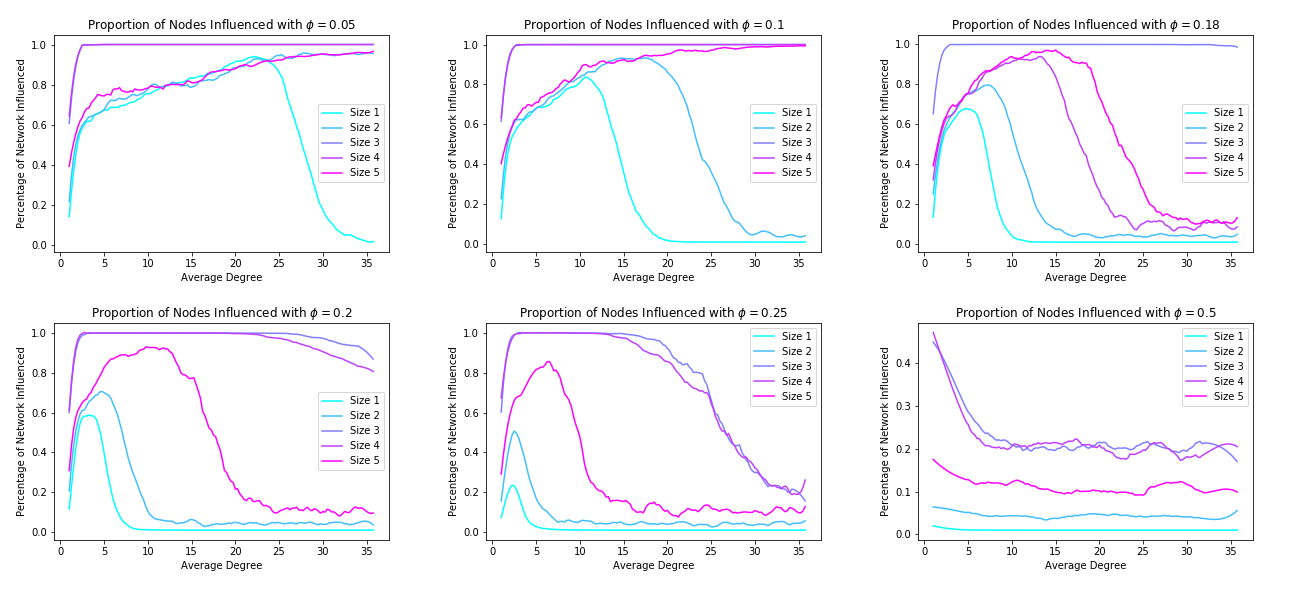 Proportion of Nodes Influenced with ϕ = 0.05
Percentage of Network Influenced
1.0
0.8
0.6
0.4
0.2
0.0
0 5 10 15 20 25 30 35
Average Degree
Size 1
Size 2
Size 3
Size 4
Size 5
Proportion of Nodes Influenced with ϕ = 0.1
Percentage of Network Influenced
1.0
0.8
0.6
0.4
0.2
0.0
0 5 10 15 20 25 30 35
Average Degree
Size 1
Size 2
Size 3
Size 4
Size 5
Proportion of Nodes Influenced with ϕ = 0.18
Percentage of Network Influenced
1.0
0.8
0.6
0.4
0.2
0.0
0 5 10 15 20 25 30 35
Average Degree
Size 1
Size 2
Size 3
Size 4
Size 5
Proportion of Nodes Influenced with ϕ = 0.2
Percentage of Network Influenced
1.0
0.8
0.6
0.4
0.2
0.0
0 5 10 15 20 25 30 35
Average Degree
Size 1
Size 2
Size 3
Size 4
Size 5
Proportion of Nodes Influenced with ϕ = 0.25
Percentage of Network Influenced
1.0
0.8
0.6
0.4
0.2
0.0
0 5 10 15 20 25 30 35
Average Degree
Size 1
Size 2
Size 3
Size 4
Size 5
Proportion of Nodes Influenced with ϕ = 0.5
Percentage of Network Influenced
0.4
0.3
0.2
0.1
0.0
0 5 10 15 20 25 30 35
Average Degree
Size 1
Size 2
Size 3
Size 4
Size 5